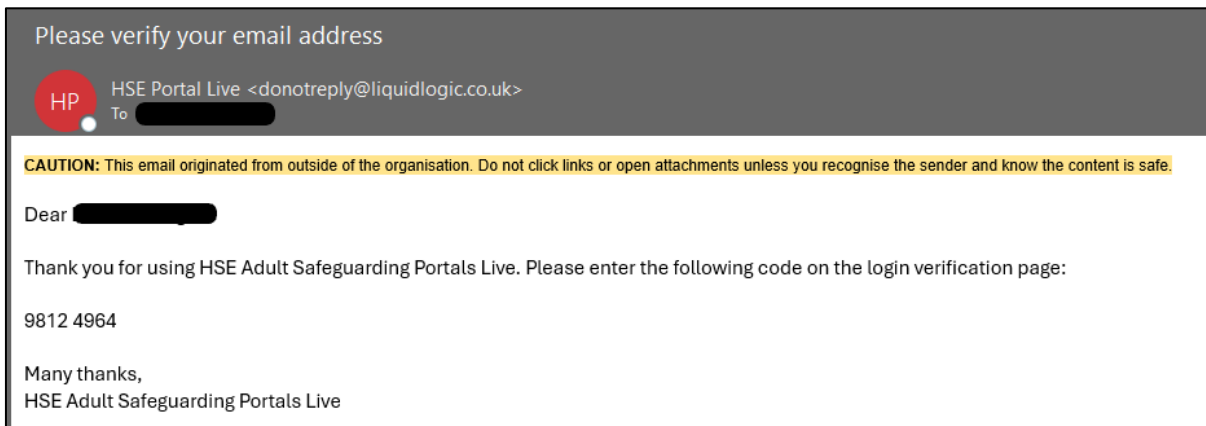 Please verify your email address
HP
HSE Portal Live <donotreply@liquidlogic.co.uk>
To
CAUTION: This email originated from outside of the organisation. Do not click links or open attachments unless you recognise the sender and know the content is safe.
Dear
Thank you for using HSE Adult Safeguarding Portals Live. Please enter the following code on the login verification page:
9812 4964
Many thanks,
HSE Adult Safeguarding Portals Live